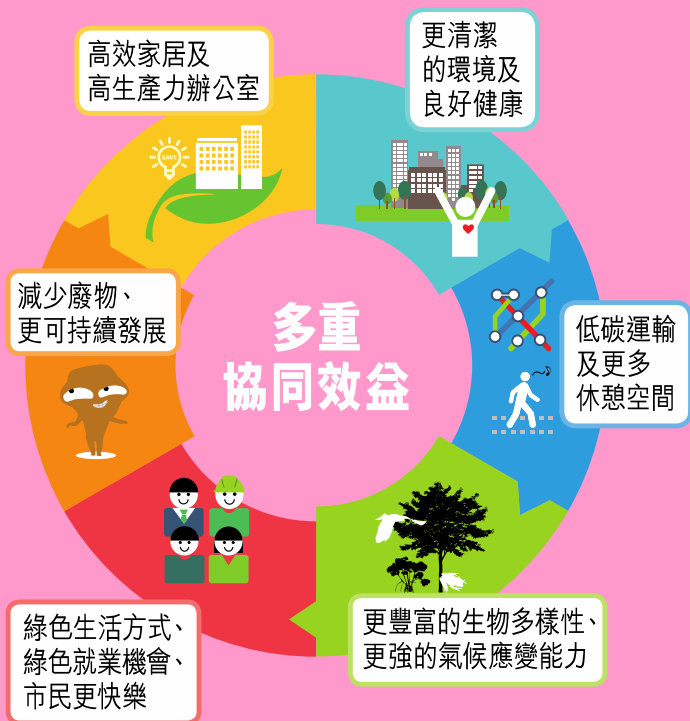 高效家居及
高生產力辦公室
更清潔
的環境及
良好健康
SAVE
減少廢物、
更可持續發展
多重
協同效益
低碳運輸
及更多
休憩空間
綠色生活方式、
綠色就業機會、
市民更快樂
更豐富的生物多樣性、
更強的氣候應變能力